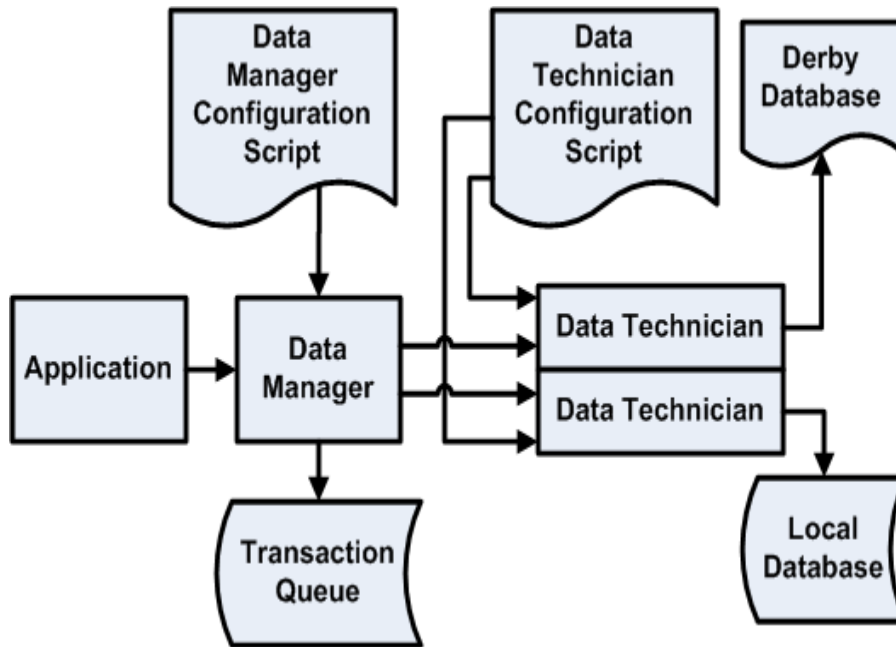 Data
Manager
Configuration
Script
Data
Technician
Configuration
Script
Derby
Database
Application
Data
Manager
Data Technician
Data Technician
Transaction
Queue
Local
Database